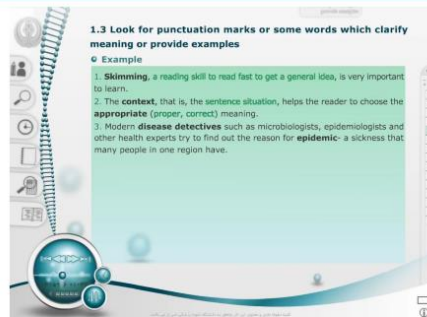 1.3 Look for punctuation marks or some words which clarify
meaning or provide examples
Example
1. Skimming, a reading skill to read fast to get a general idea, is very important
to learn.
2. The context, that is, the sentence situation, helps the reader to choose the
appropriate (proper, correct) meaning.
3. Modern disease detectives such as microbiologists, epidemiologists and
other health experts try to find out the reason for epidemic- a sickness that
many people in one region have.